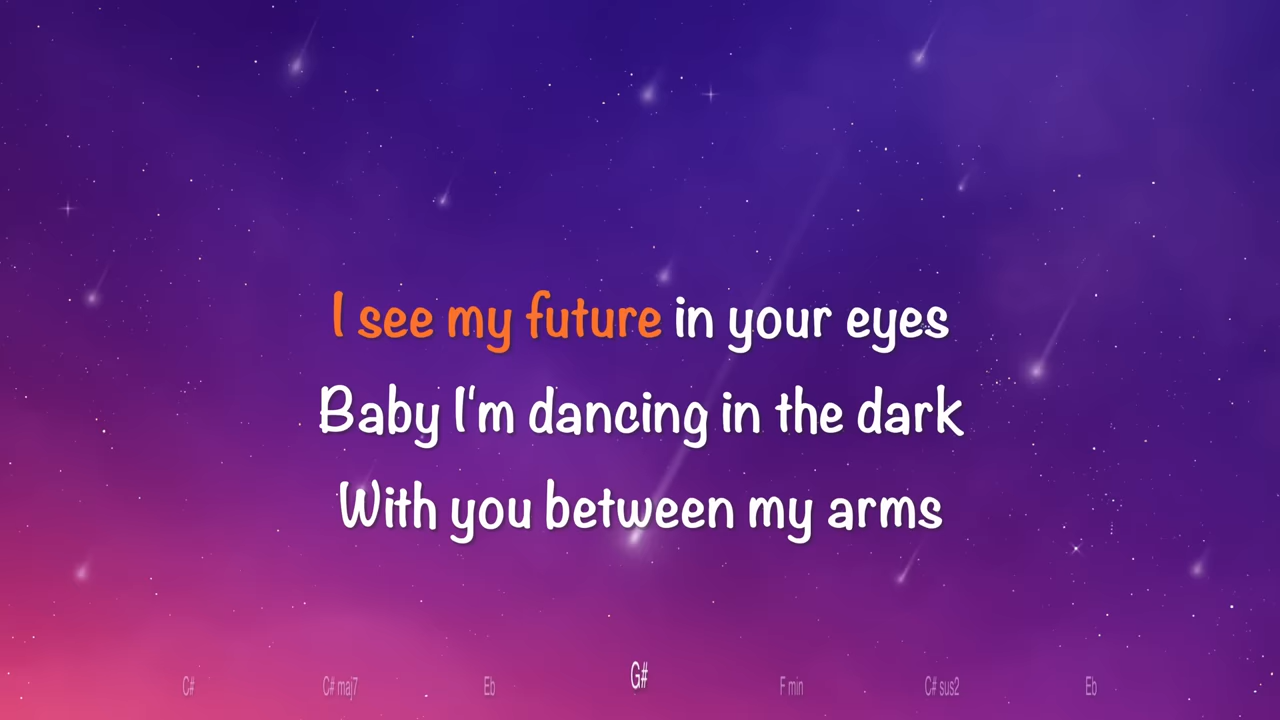 I see my future in your eyes
Baby I'm dancing in the dark
With you between my arms
C# C# maj7 Eb G# F min C# sus2 Eb